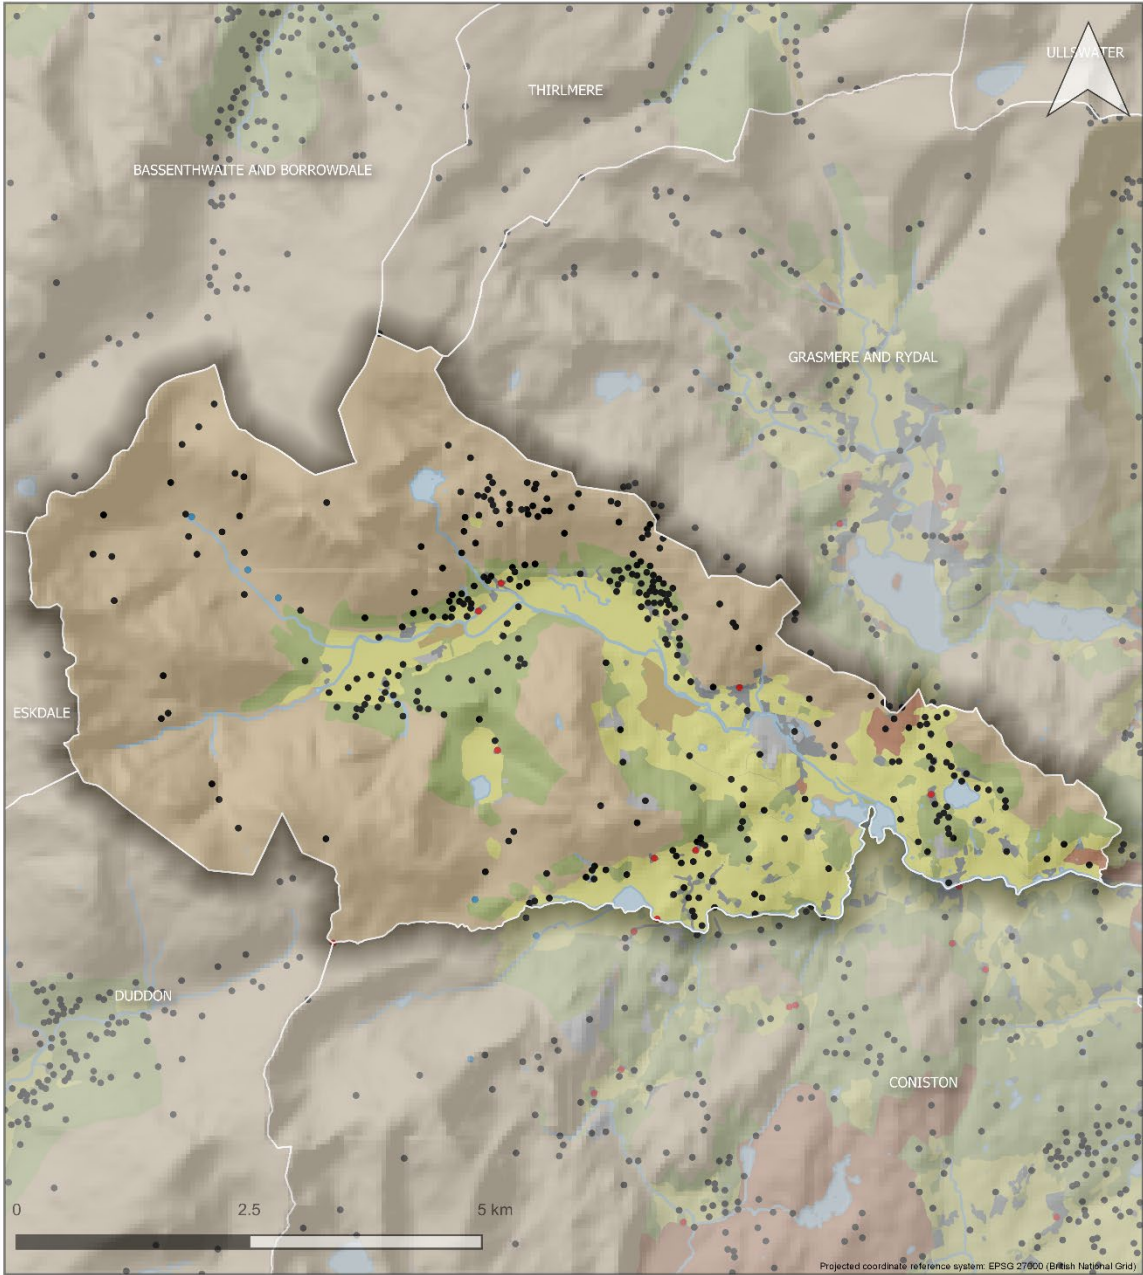 ULLSWATER
THIRLMERE
BASSENTHWAITE AND BORROWDALE
GRASMERE AND RYDAL
ESKDALE
DUDDON
CONISTON
0 2.5 5 km
Projected coordinate reference system: EPSG 27000 (British National Grid)